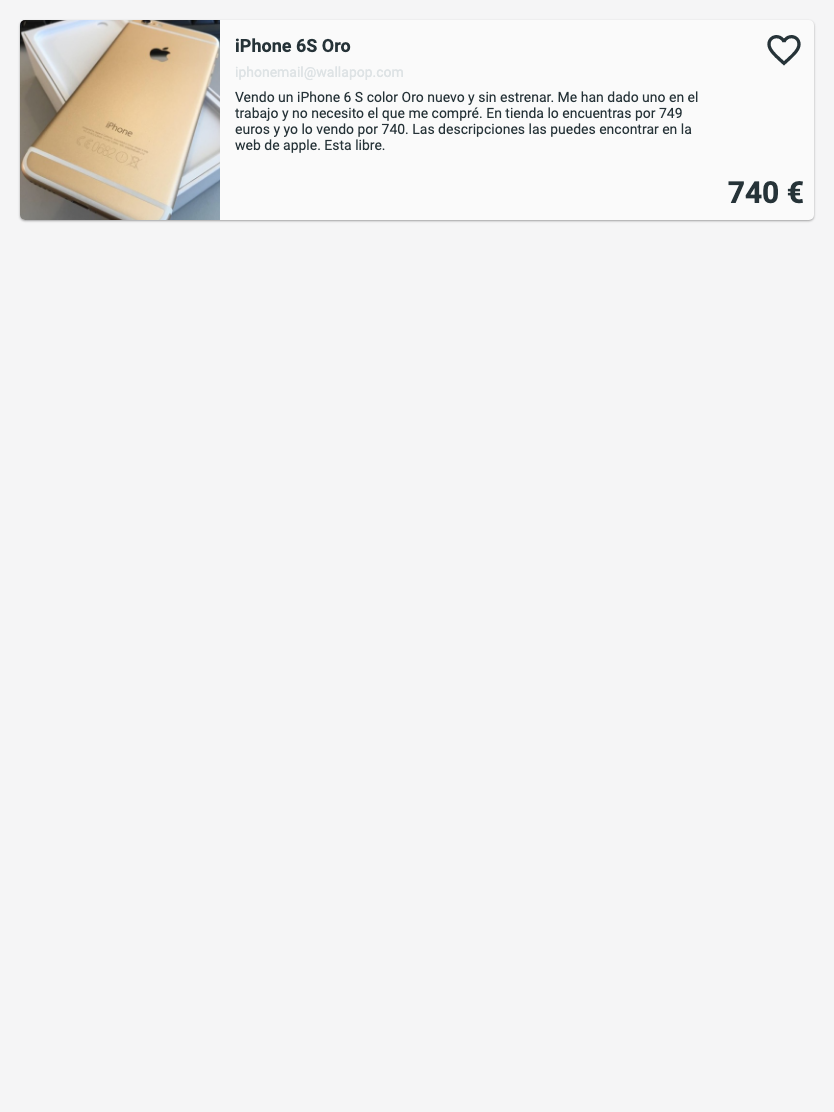 iPhone 6S Oro
iphonemail@wallapop.com
Vendo un iPhone 6 S color Oro nuevo y sin estrenar. Me han dado uno en el
trabajo y no necesito el que me compré. En tienda lo encuentras por 749
euros y yo lo vendo por 740. Las descripciones las puedes encontrar en la
web de apple. Esta libre.
740 €
iPhone